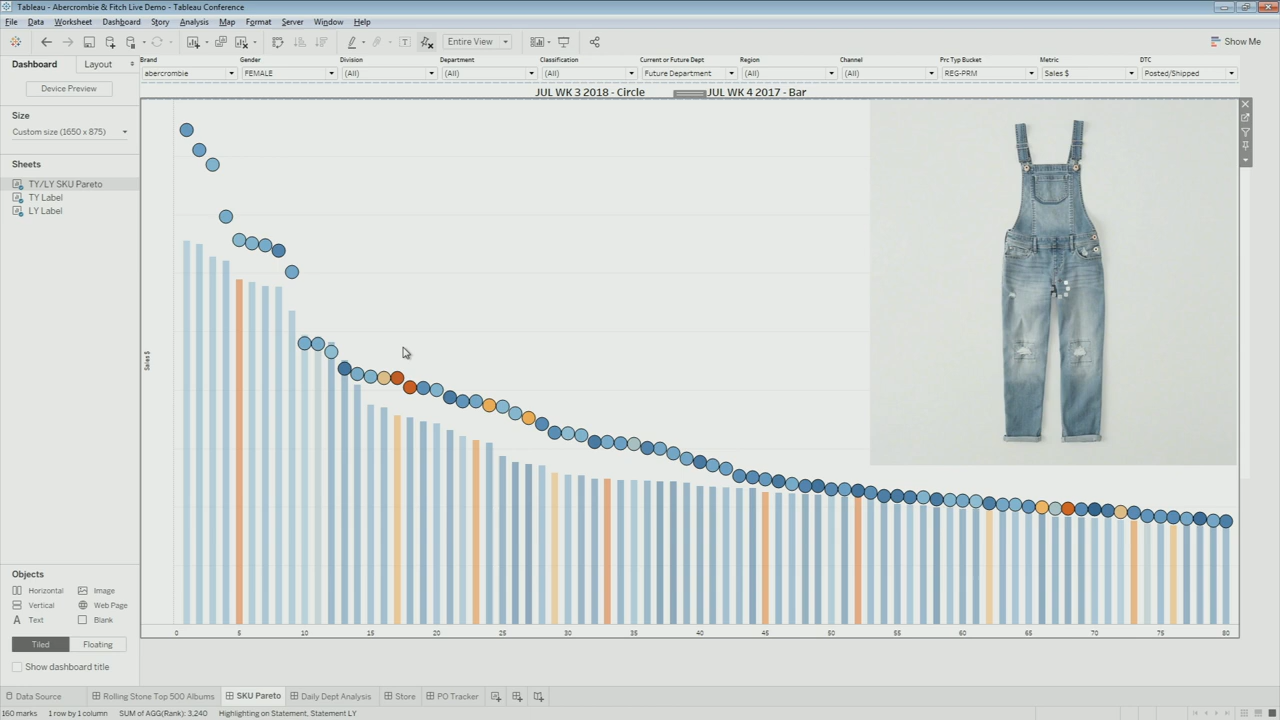 Tableau - Abercrombie & Fitch Live Demo - Tableau Conference
File Data Worksheet Dashboard Story Analysis Map Format Server Window Help
Entire View
Show Me
Dashboard Layout
Device Preview
Size
Custom size (1650 x 875)
Sheets
TY/LY SKU Pareto
TY Label
LY Label
Brand Gender Division Department Classification Current or Future Dept Region Channel Prc Typ Bucket Metric DTC
abercrombie FEMALE (All) (All) (All) Future Department (All) (All) REG-PRM Sales $ Posted/Shipped
JUL WK 3 2018 - Circle JUL WK 4 2017 - Bar
Sales $
0 5 10 15 20 25 30 35 40 45 50 55 60 65 70 75 80
Objects
Horizontal Image
Vertical Web Page
A Text Blank
Tiled Floating
Show dashboard title
Data Source Rolling Stone Top 500 Albums SKU Pareto Daily Dept Analysis Store PO Tracker
160 marks 1 row by 1 column SUM of AGG(Rank): 3,240 Highlighting on Statement, Statement LY